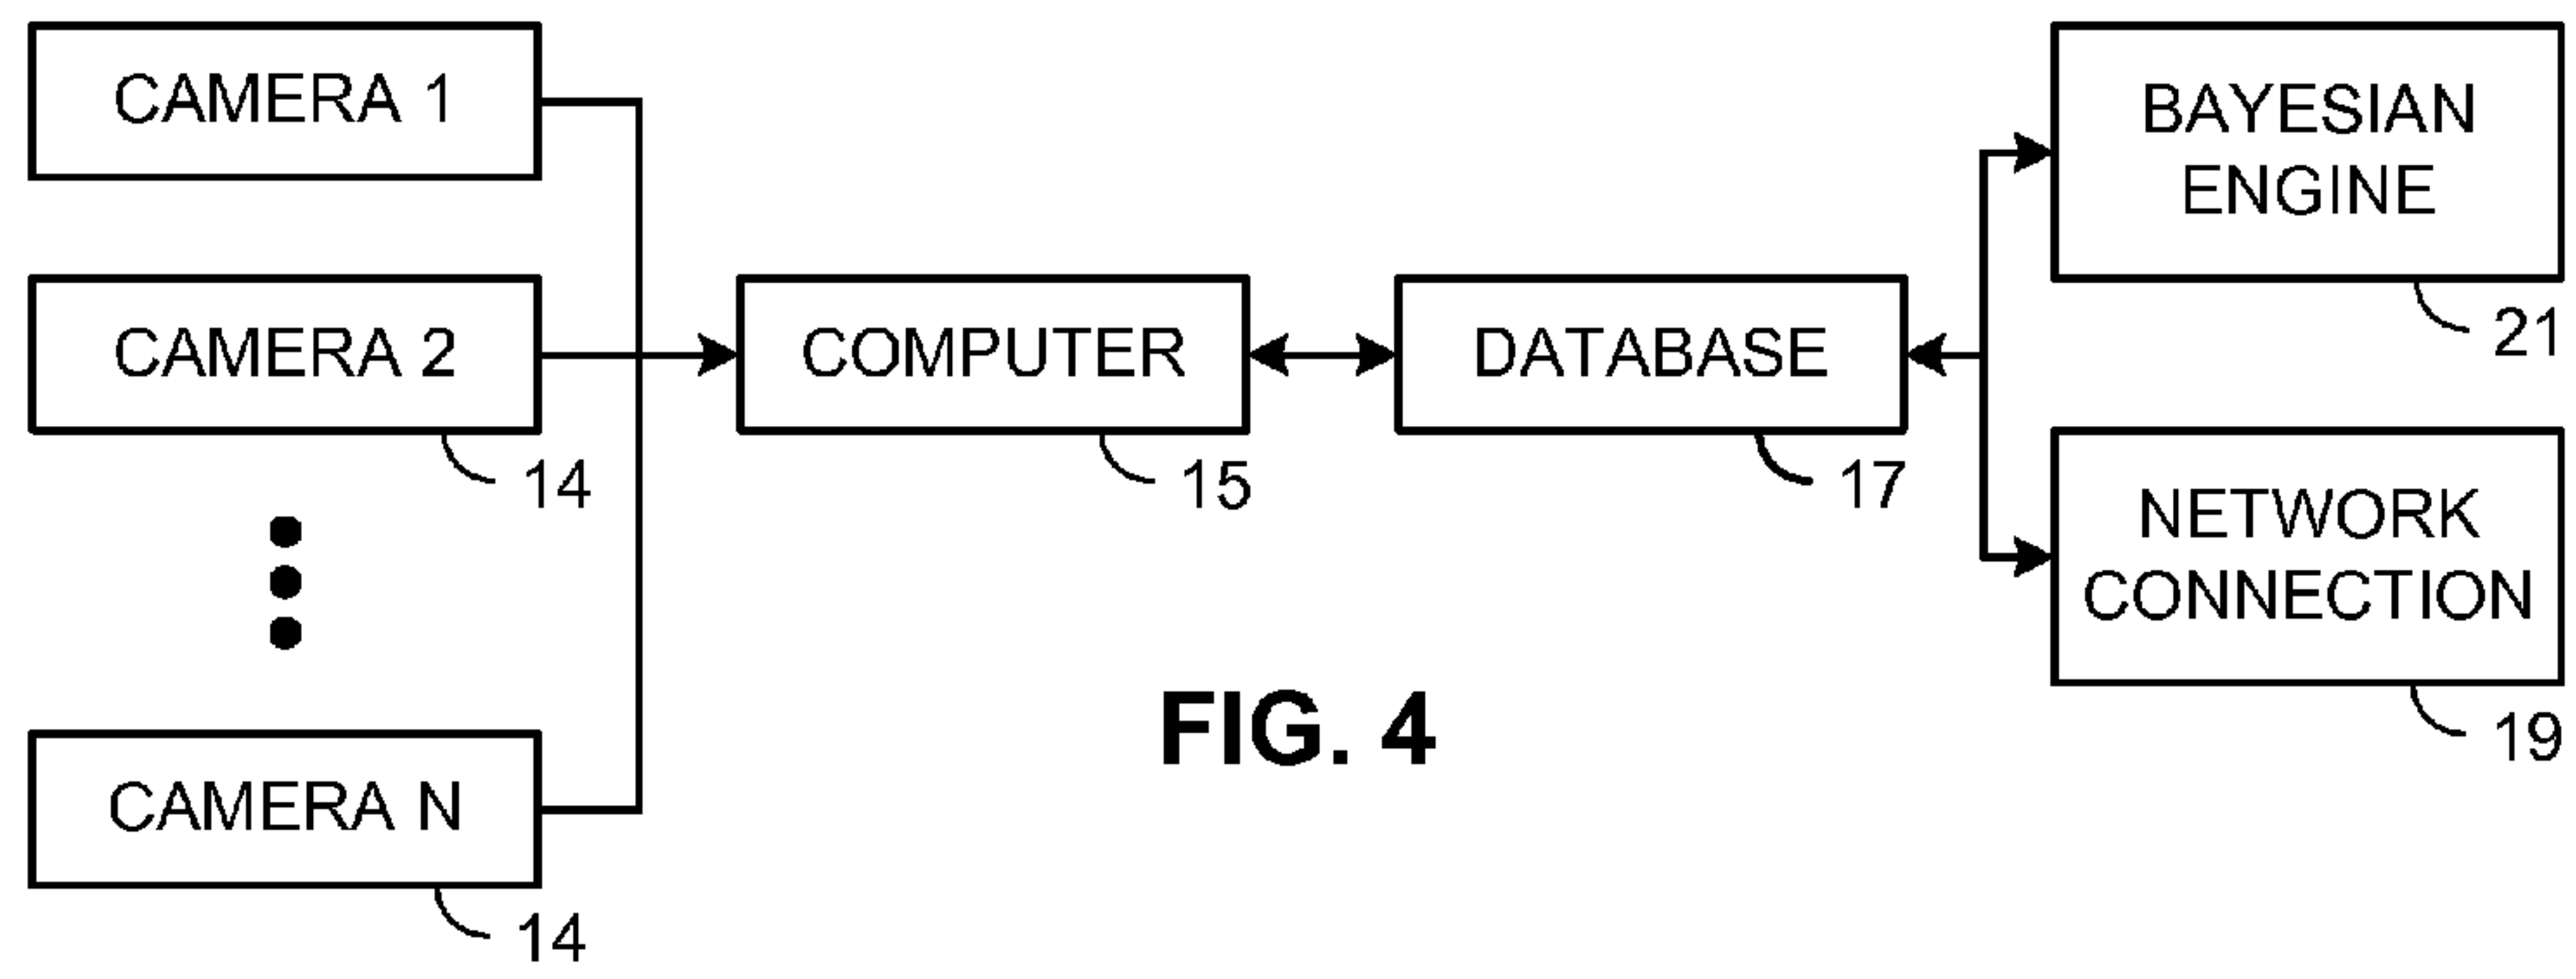 CAMERA 1
CAMERA 2
14
CAMERA N
14
COMPUTER
15
DATABASE
17
BAYESIAN
ENGINE
21
NETWORK
CONNECTION
19
FIG. 4